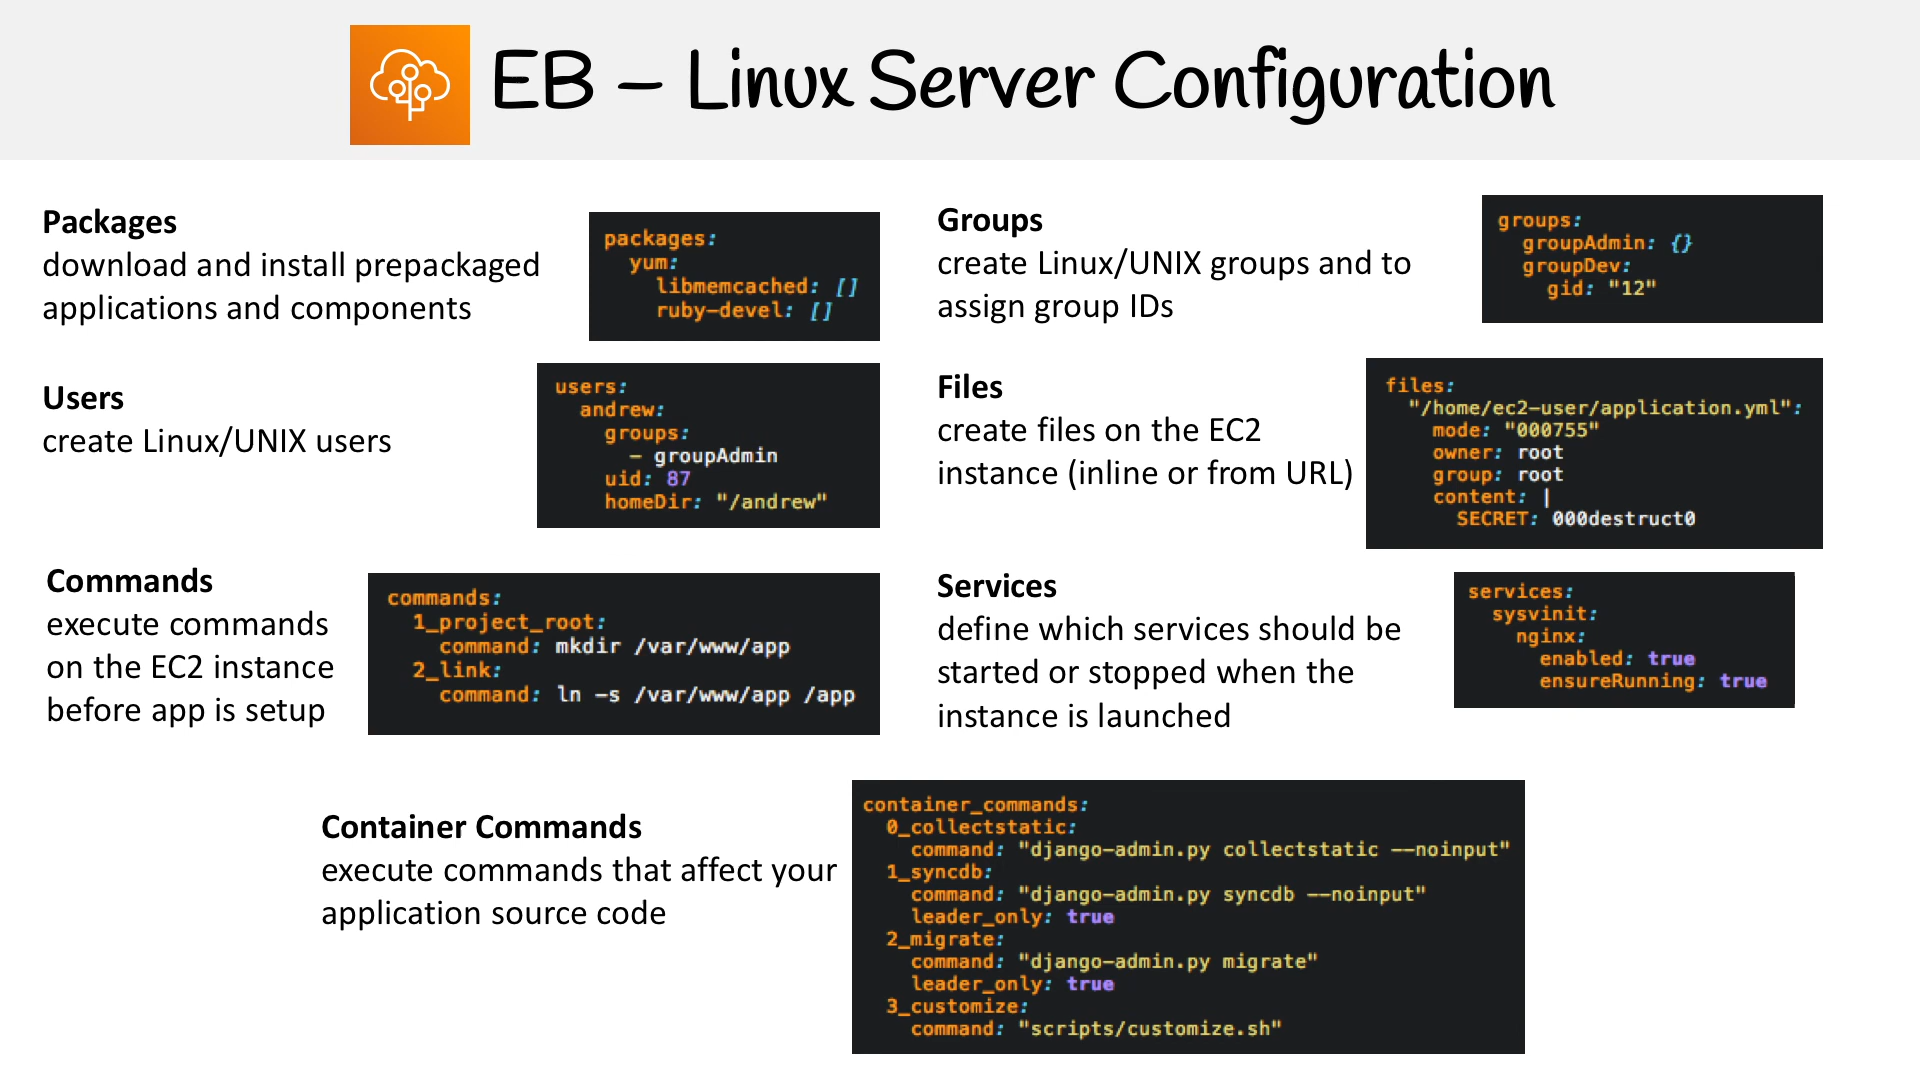 EB – Linux Server Configuration
Packages
download and install prepackaged
applications and components
packages:
  yum:
    libmemcached: []
    ruby-devel: []
Groups
create Linux/UNIX groups and to
assign group IDs
groups:
  groupAdmin: {}
  groupDev:
    gid: "12"
Users
create Linux/UNIX users
users:
  andrew:
    groups:
      - groupAdmin
    uid: 87
    homeDir: "/andrew"
Files
create files on the EC2
instance (inline or from URL)
files:
  "/home/ec2-user/application.yml":
    mode: "000755"
    owner: root
    group: root
    content: |
      SECRET: 000destruct0
Commands
execute commands
on the EC2 instance
before app is setup
commands:
  1_project_root:
    command: mkdir /var/www/app
  2_link:
    command: ln -s /var/www/app /app
Services
define which services should be
started or stopped when the
instance is launched
services:
  sysvinit:
    nginx:
      enabled: true
      ensureRunning: true
Container Commands
execute commands that affect your
application source code
container_commands:
  0_collectstatic:
    command: "django-admin.py collectstatic --noinput"
  1_syncdb:
    command: "django-admin.py syncdb --noinput"
    leader_only: true
  2_migrate:
    command: "django-admin.py migrate"
    leader_only: true
  3_customize:
    command: "scripts/customize.sh"